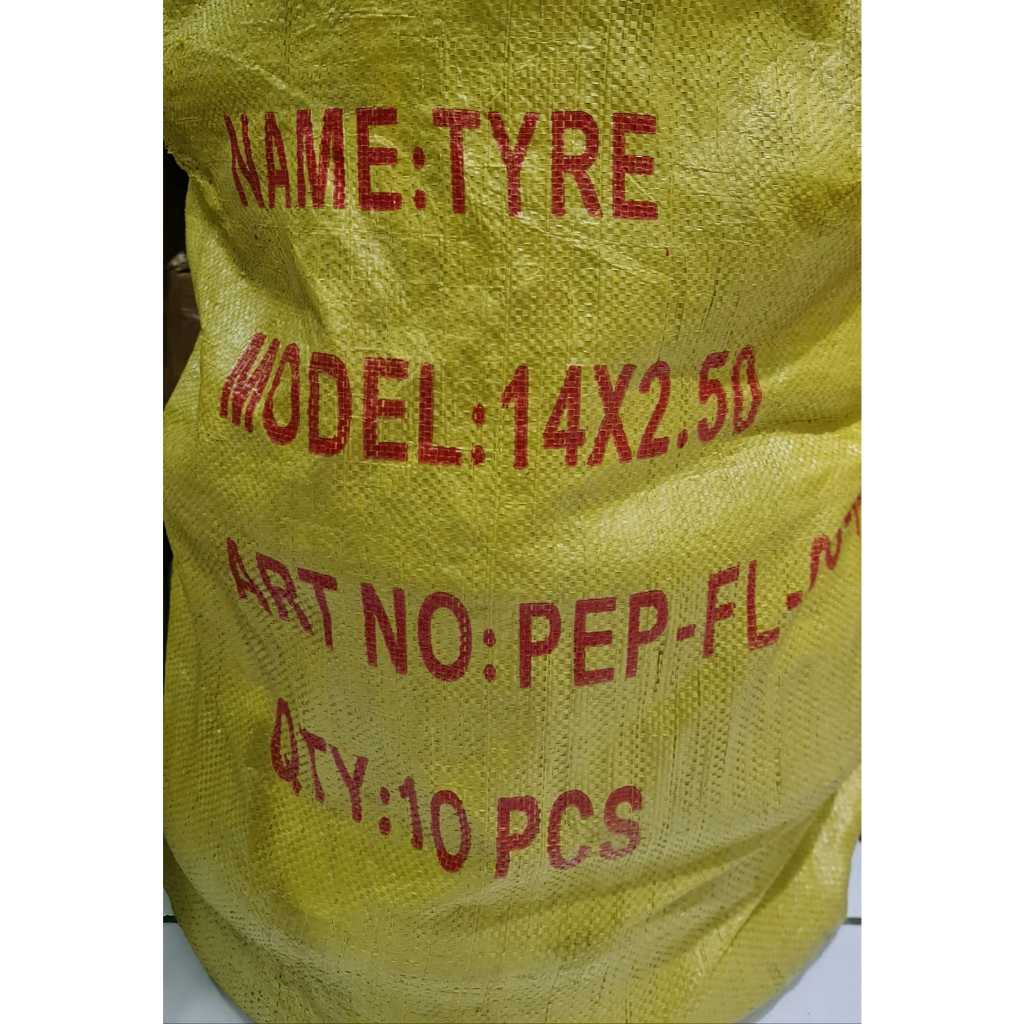 NAME:TYRE
MODEL:14X2.50
ART NO:PEP-FL-
QTY:10 PCS